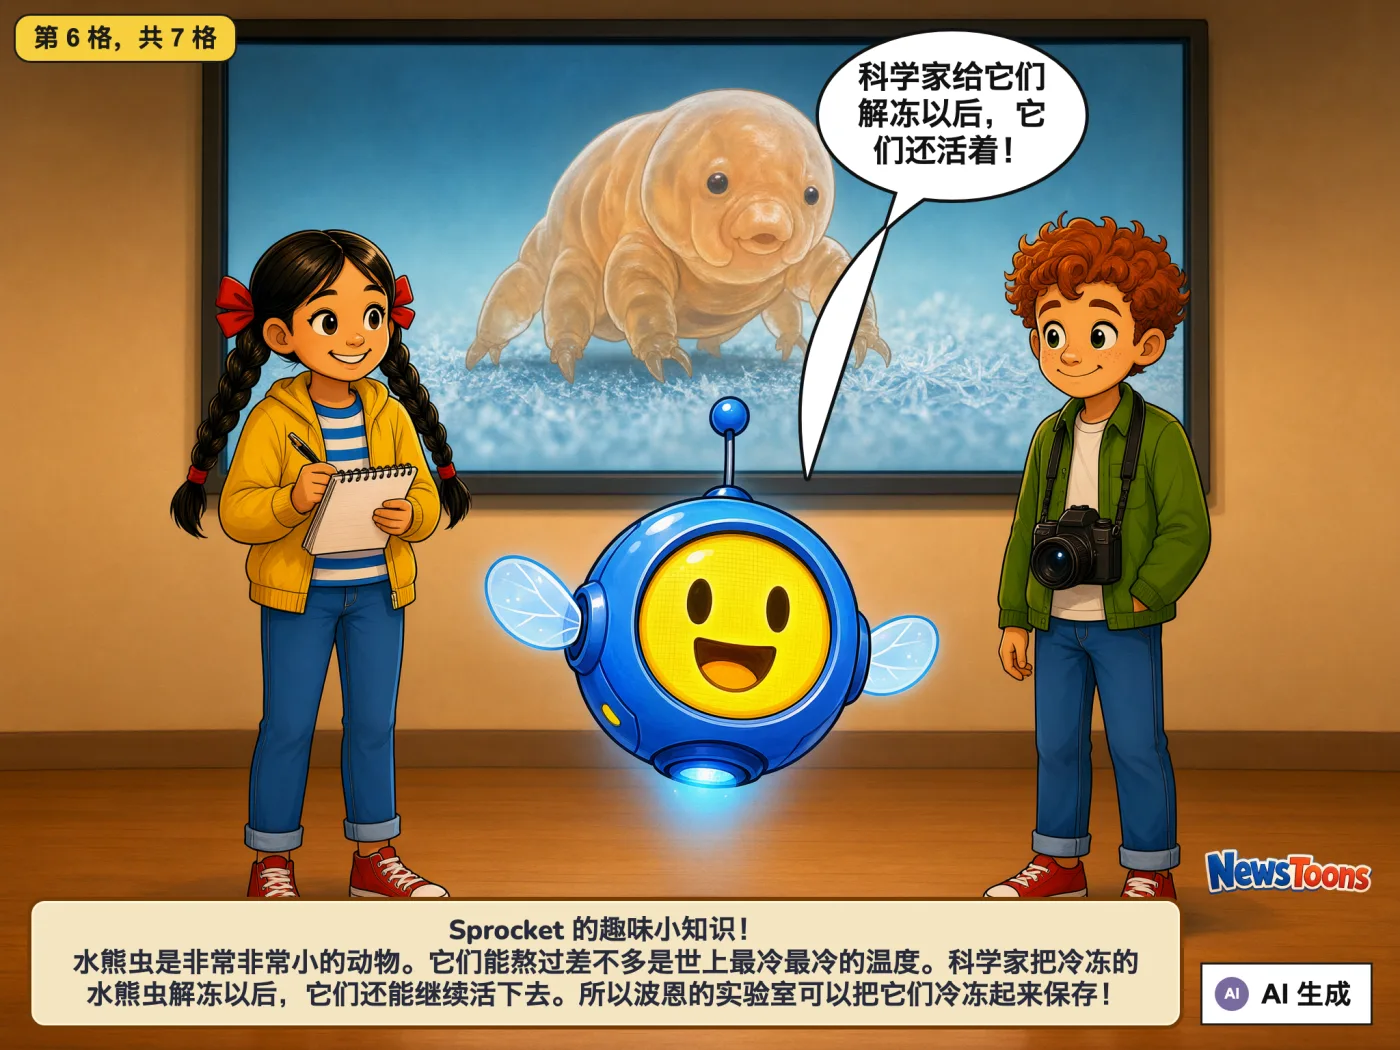 第 6 格，共 7 格
科学家给它们
解冻以后，它
们还活着！
Sprocket 的趣味小知识！
水熊虫是非常非常小的动物。它们能熬过差不多是世上最冷最冷的温度。科学家把冷冻的
水熊虫解冻以后，它们还能继续活下去。所以波恩的实验室可以把它们冷冻起来保存！
NewsToons
AI AI 生成